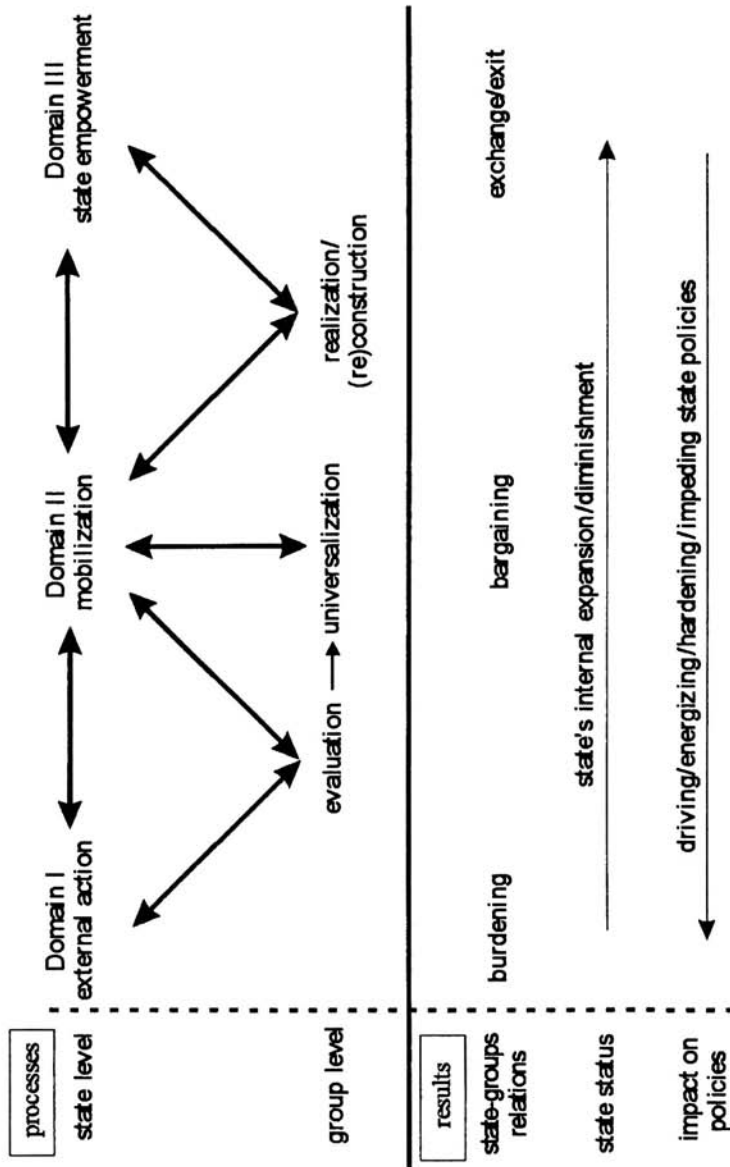 processes
state level
Domain I
external action
Domain II
mobilization
Domain III
state empowerment
group level
evaluation
universalization
realization/
(re)construction
results
state-groups
relations
burdening
bargaining
exchange/exit
state status
state's internal expansion/diminishment
impact on
policies
driving/energizing/hardening/impeding state policies